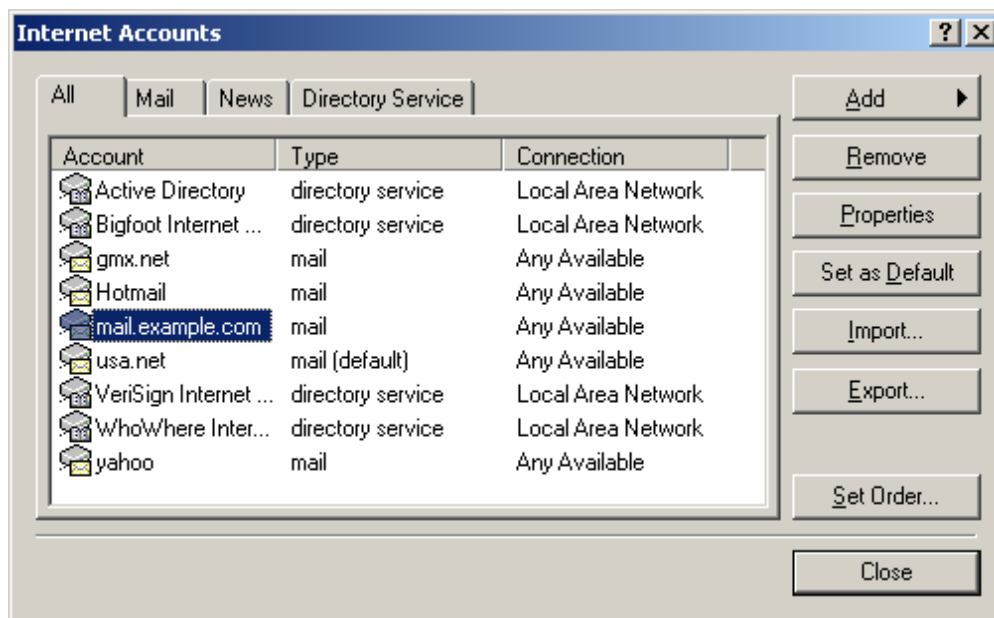 Internet Accounts
All Mail News Directory Service
Account Type Connection
Active Directory directory service Local Area Network
Bigfoot Internet ... directory service Local Area Network
gmx.net mail Any Available
Hotmail mail Any Available
mail.example.com mail Any Available
usa.net mail (default) Any Available
VeriSign Internet ... directory service Local Area Network
WhoWhere Inter... directory service Local Area Network
yahoo mail Any Available
Add
Remove
Properties
Set as Default
Import...
Export...
Set Order...
Close